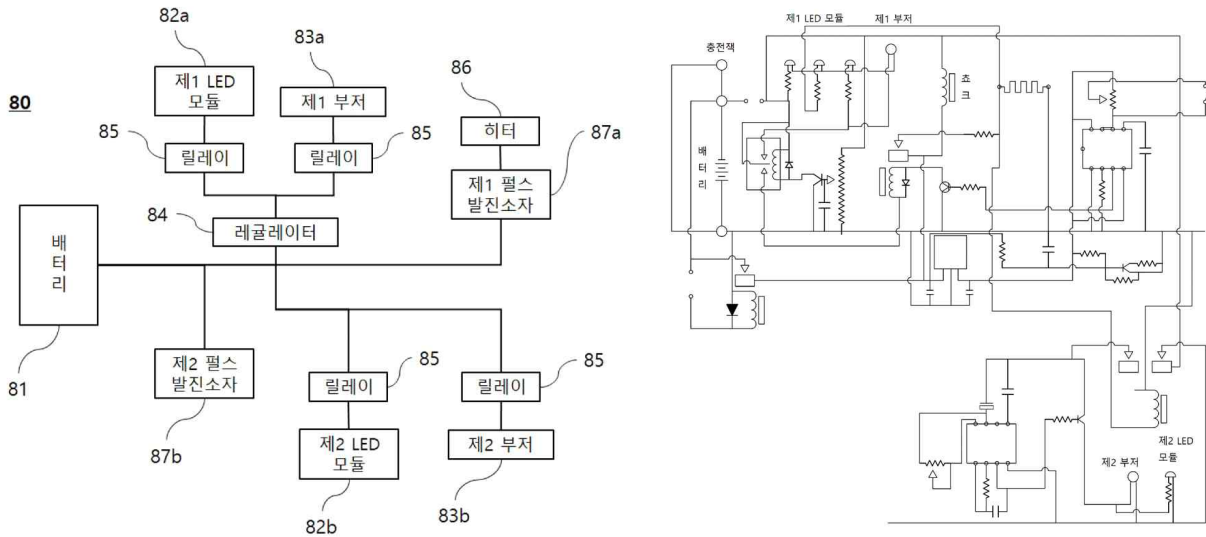 82a
83a
80
제1 LED
모듈
제1 부저
86
히터
87a
85
릴레이
릴레이
85
제1 펄스
발진소자
84
레귤레이터
배
터
리
81
제2 펄스
발진소자
87b
릴레이
85
릴레이
85
제2 LED
모듈
82b
제2 부저
83b
제1 LED 모듈
제1 부저
충전잭
쵸
크
배
터
리
제2 부저
제2 LED
모듈